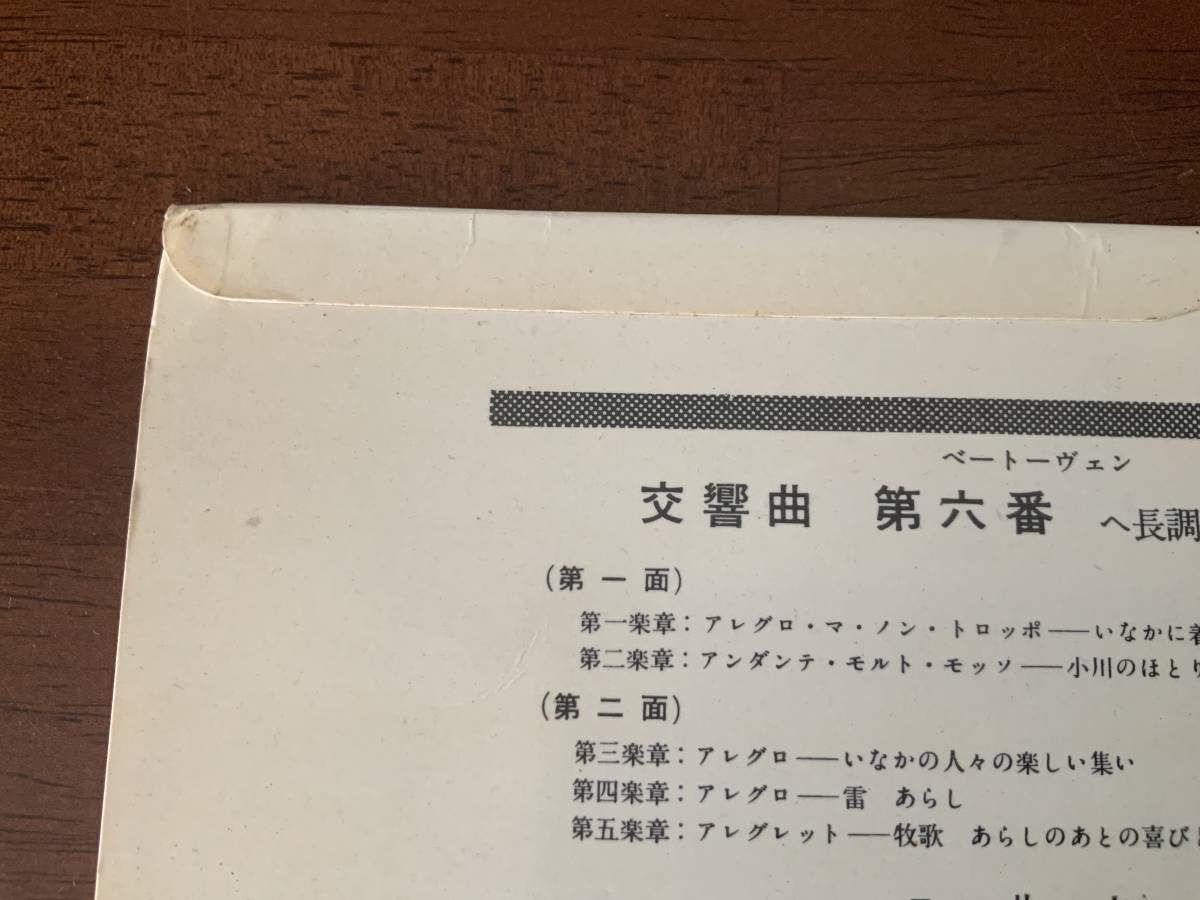 ベートーヴェン
交響曲 第六番 ヘ長調
(第一面)
第一楽章：アレグロ・マ・ノン・トロッポ——いなかに着
第二楽章：アンダンテ・モルト・モッソ——小川のほとり
(第二面)
第三楽章：アレグロ——いなかの人々の楽しい集い
第四楽章：アレグロ——雷 あらし
第五楽章：アレグレット——牧歌 あらしのあとの喜び